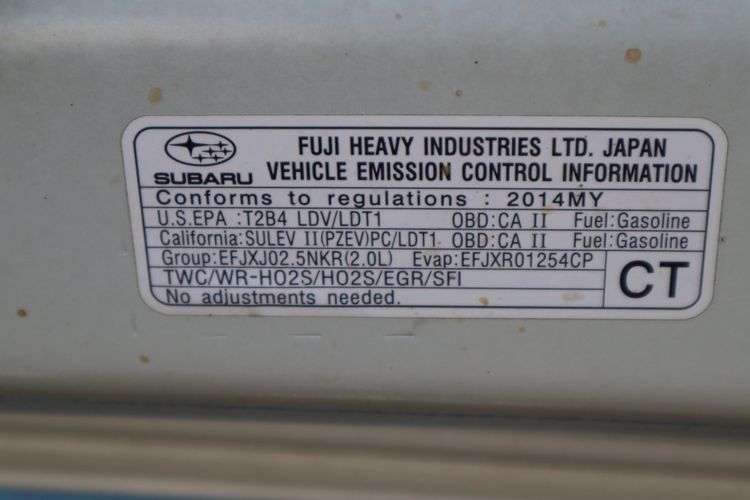 SUBARU
FUJI HEAVY INDUSTRIES LTD. JAPAN
VEHICLE EMISSION CONTROL INFORMATION
Conforms to regulations : 2014MY
U.S.EPA :T2B4 LDV/LDT1 OBD:CA II Fuel:Gasoline
California:SULEV II(PZEV)PC/LDT1 OBD:CA II Fuel:Gasoline
Group:EFJXJ02.5NKR(2.0L) Evap:EFJXR01254CP
TWC/WR-HO2S/HO2S/EGR/SFI
No adjustments needed.
CT